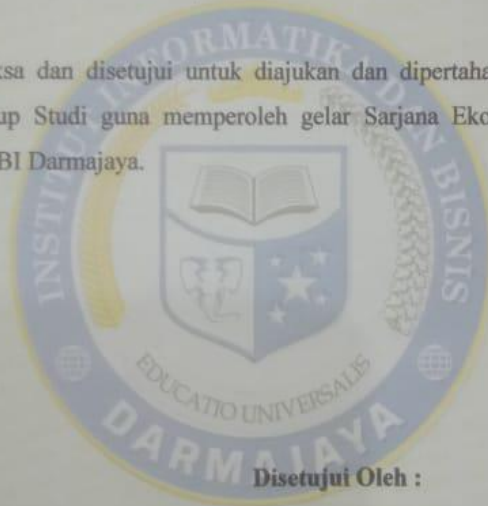 ksa dan disetujui untuk diajukan dan dipertaha
up Studi guna memperoleh gelar Sarjana Eko
BI Darmajaya.
INSTITUT INFORMATIKA DAN BISNIS
EDUCATIO UNIVERSALIS
DARMAJAYA
Disetujui Oleh :